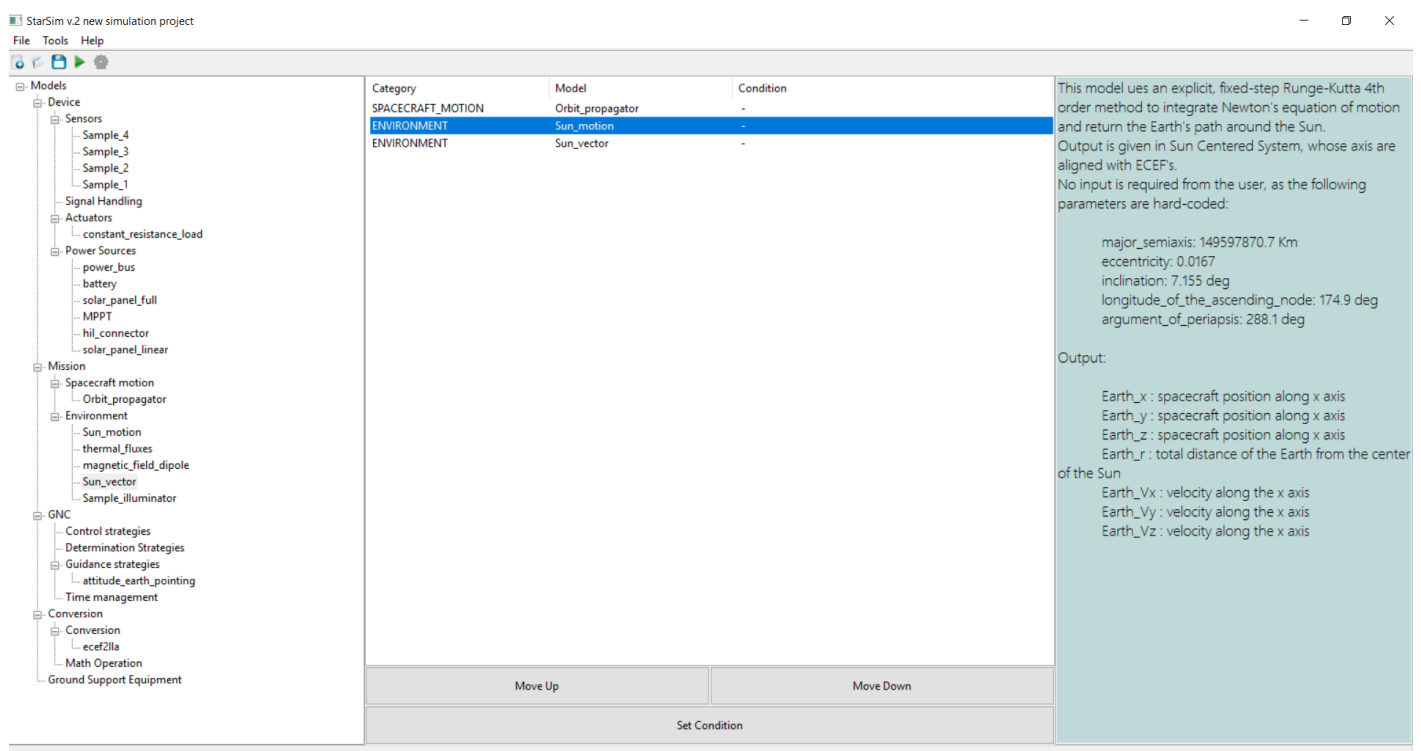 StarSim v.2 new simulation project
File Tools Help
Models
Device
Sensors
Sample_4
Sample_3
Sample_2
Sample_1
Signal Handling
Actuators
constant_resistance_load
Power Sources
power_bus
battery
solar_panel_full
MPPT
hil_connector
solar_panel_linear
Mission
Spacecraft motion
Orbit_propagator
Environment
Sun_motion
thermal_fluxes
magnetic_field_dipole
Sun_vector
Sample_illuminator
GNC
Control strategies
Determination Strategies
Guidance strategies
attitude_earth_pointing
Time management
Conversion
Conversion
ecef2lla
Math Operation
Ground Support Equipment
Category Model Condition
SPACECRAFT_MOTION Orbit_propagator -
ENVIRONMENT Sun_motion -
ENVIRONMENT Sun_vector -
Move Up Move Down
Set Condition
This model ues an explicit, fixed-step Runge-Kutta 4th
order method to integrate Newton's equation of motion
and return the Earth's path around the Sun.
Output is given in Sun Centered System, whose axis are
aligned with ECEF's.
No input is required from the user, as the following
parameters are hard-coded:
major_semiaxis: 149597870.7 Km
eccentricity: 0.0167
inclination: 7.155 deg
longitude_of_the_ascending_node: 174.9 deg
argument_of_periapsis: 288.1 deg
Output:
Earth_x : spacecraft position along x axis
Earth_y : spacecraft position along x axis
Earth_z : spacecraft position along x axis
Earth_r : total distance of the Earth from the center
of the Sun
Earth_Vx : velocity along the x axis
Earth_Vy : velocity along the x axis
Earth_Vz : velocity along the x axis